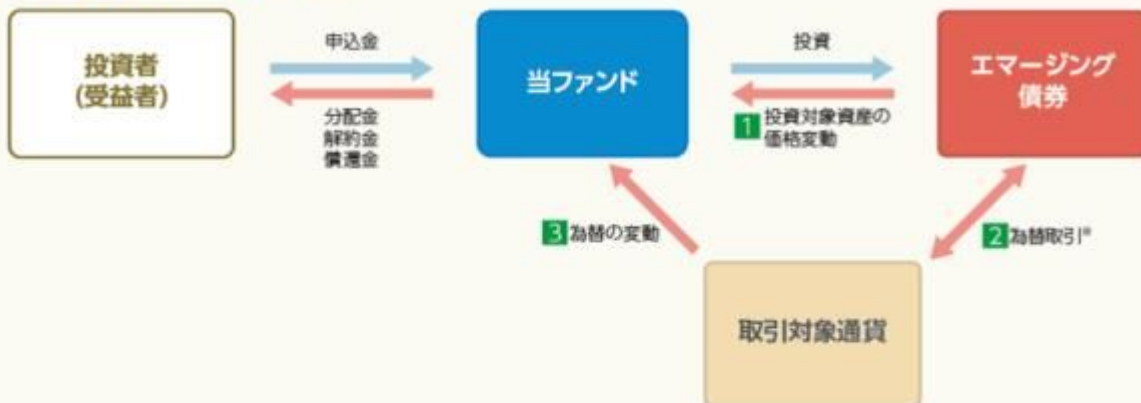 投資者
(受益者)
申込金
分配金
解約金
償還金
当ファンド
投資
1 投資対象資産の
価格変動
エマージング
債券
3 為替の変動
2 為替取引※
取引対象通貨